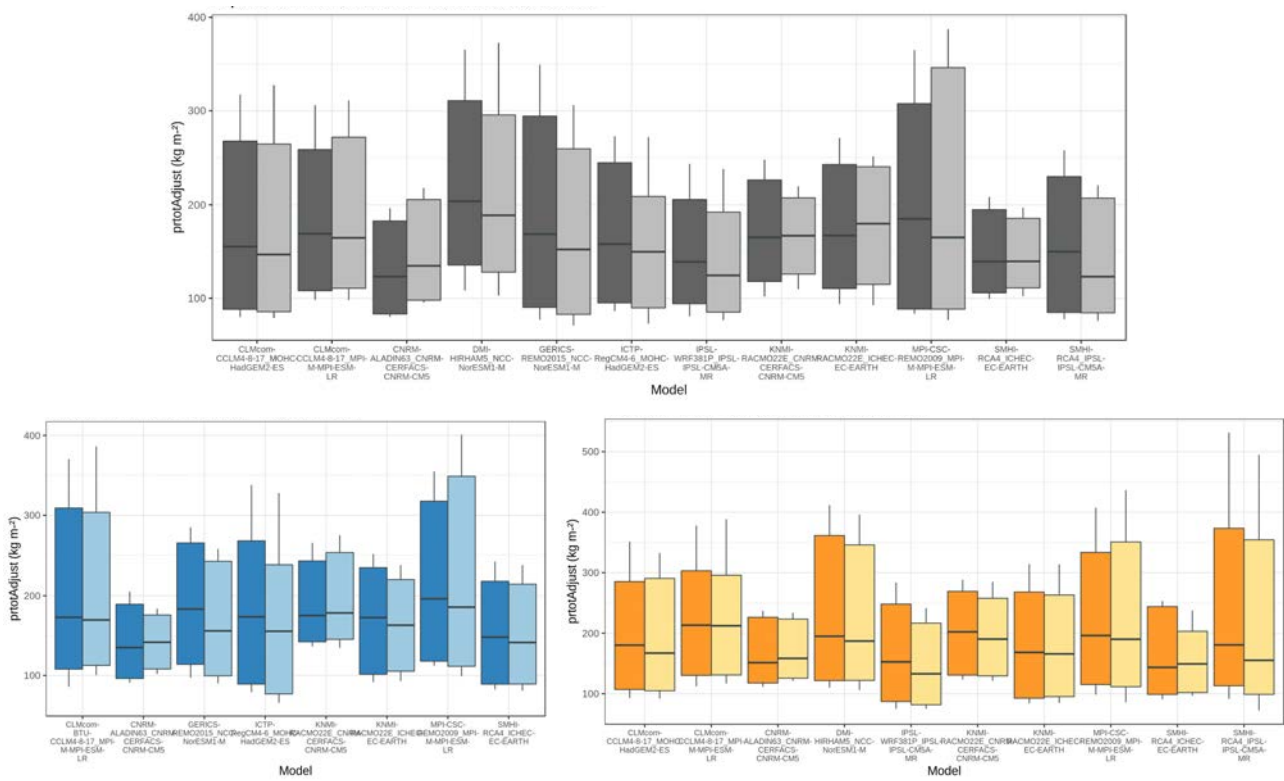 400
300
200
100
prtotAdjust (kg m⁻²)
CLMcom-
CCLM4-8-17_MOHC-
HadGEM2-ES
CLMcom-
CCLM4-8-17_MPI-
M-MPI-ESM-
LR
CNRM-
ALADIN63_CNRM-
CERFACS-
CNRM-CM5
DMI-
HIRHAM5_NCC-
NorESM1-M
GERICS-
REMO2015_NCC-
NorESM1-M
ICTP-
RegCM4-6_MOHC-
HadGEM2-ES
IPSL-
WRF381P_IPSL-
IPSL-CM5A-
MR
KNMI-
RACMO22E_CNRM-
CERFACS-
CNRM-CM5
KNMI-
RACMO22E_ICHEC-
EC-EARTH
MPI-CSC-
REMO2009_MPI-
M-MPI-ESM-
LR
SMHI-
RCA4_ICHEC-
EC-EARTH
SMHI-
RCA4_IPSL-
IPSL-CM5A-
MR
Model
400
300
200
100
prtotAdjust (kg m⁻²)
CLMcom-
BTU-
CCLM4-8-17_MPI-
M-MPI-ESM-
LR
CNRM-
ALADIN63_CNRM-
CERFACS-
CNRM-CM5
GERICS-
REMO2015_NCC-
NorESM1-M
ICTP-
RegCM4-6_MOHC-
HadGEM2-ES
KNMI-
RACMO22E_CNRM-
CERFACS-
CNRM-CM5
KNMI-
RACMO22E_ICHEC-
EC-EARTH
MPI-CSC-
REMO2009_MPI-
M-MPI-ESM-
LR
SMHI-
RCA4_ICHEC-
EC-EARTH
Model
500
400
300
200
100
prtotAdjust (kg m⁻²)
CLMcom-
CCLM4-8-17_MOHC-
HadGEM2-ES
CLMcom-
CCLM4-8-17_MPI-
M-MPI-ESM-
LR
CNRM-
ALADIN63_CNRM-
CERFACS-
CNRM-CM5
DMI-
HIRHAM5_NCC-
NorESM1-M
IPSL-
WRF381P_IPSL-
IPSL-CM5A-
MR
KNMI-
RACMO22E_CNRM-
CERFACS-
CNRM-CM5
KNMI-
RACMO22E_ICHEC-
EC-EARTH
MPI-CSC-
REMO2009_MPI-
M-MPI-ESM-
LR
SMHI-
RCA4_ICHEC-
EC-EARTH
SMHI-
RCA4_IPSL-
IPSL-CM5A-
MR
Model